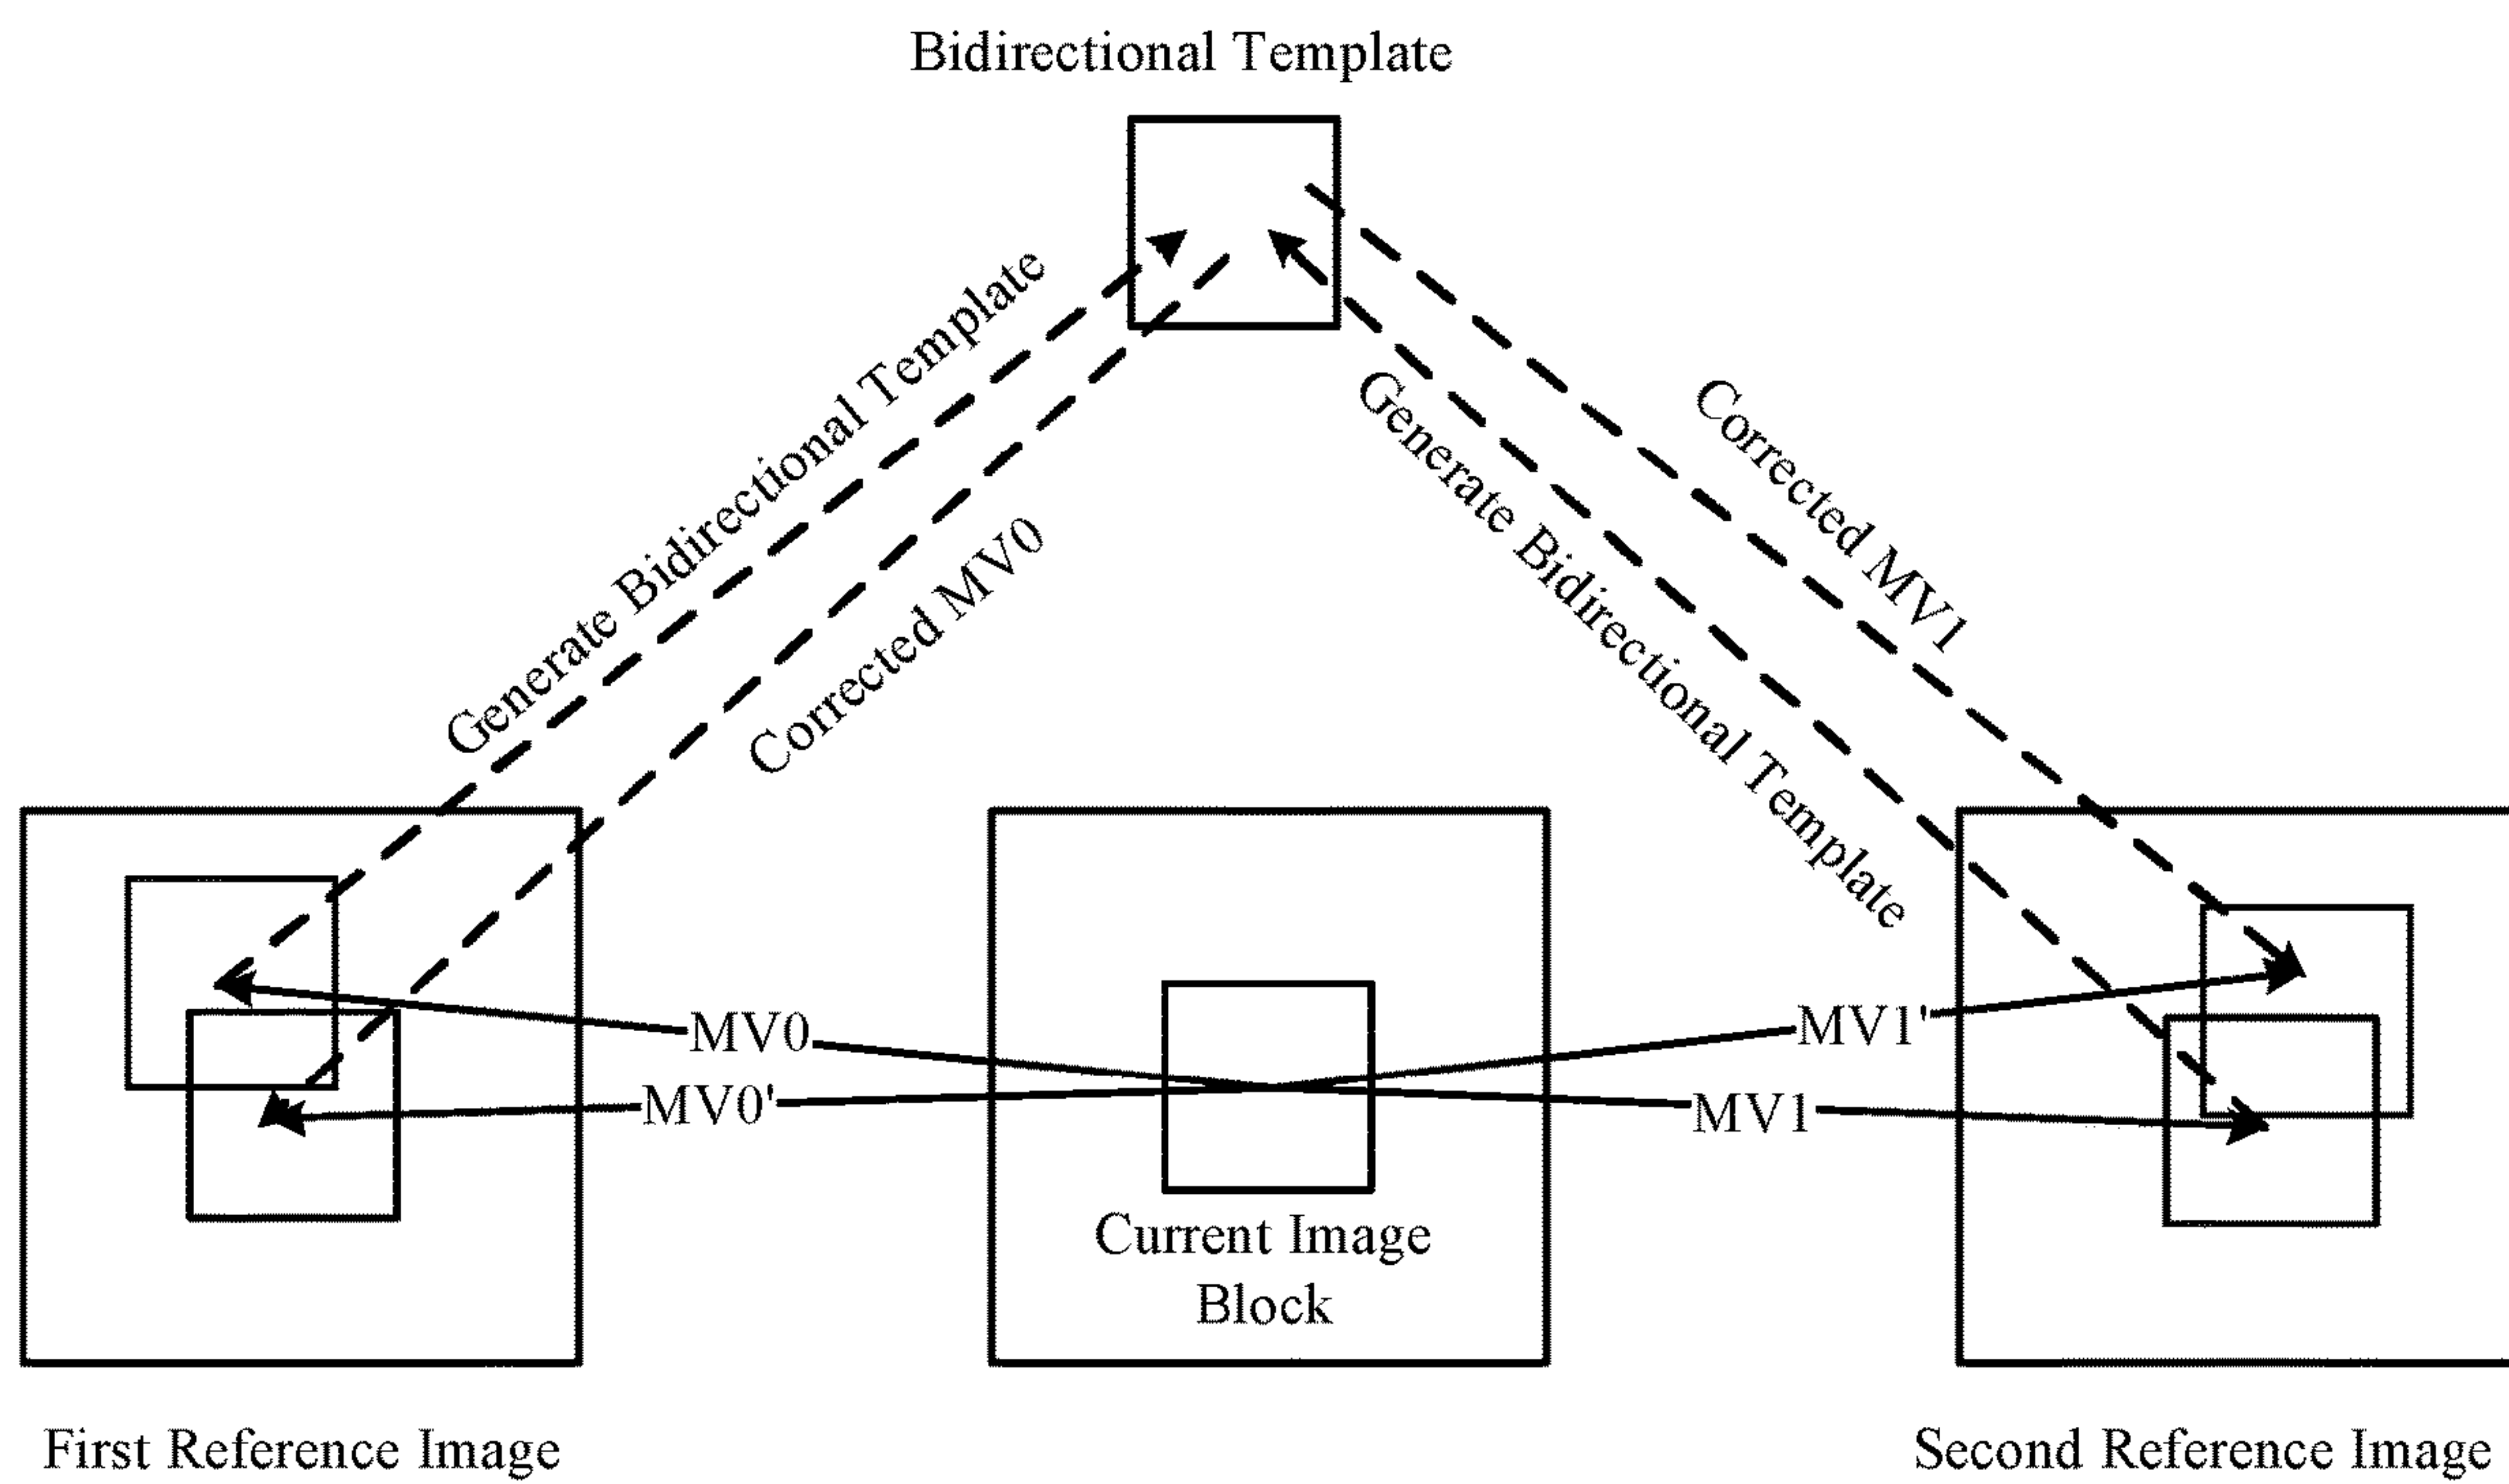 Bidirectional Template
Generate Bidirectional Template
Corrected MV0
Generate Bidirectional Template
Corrected MV1
MV0
MV0'
MV1'
MV1
Current Image
Block
First Reference Image
Second Reference Image